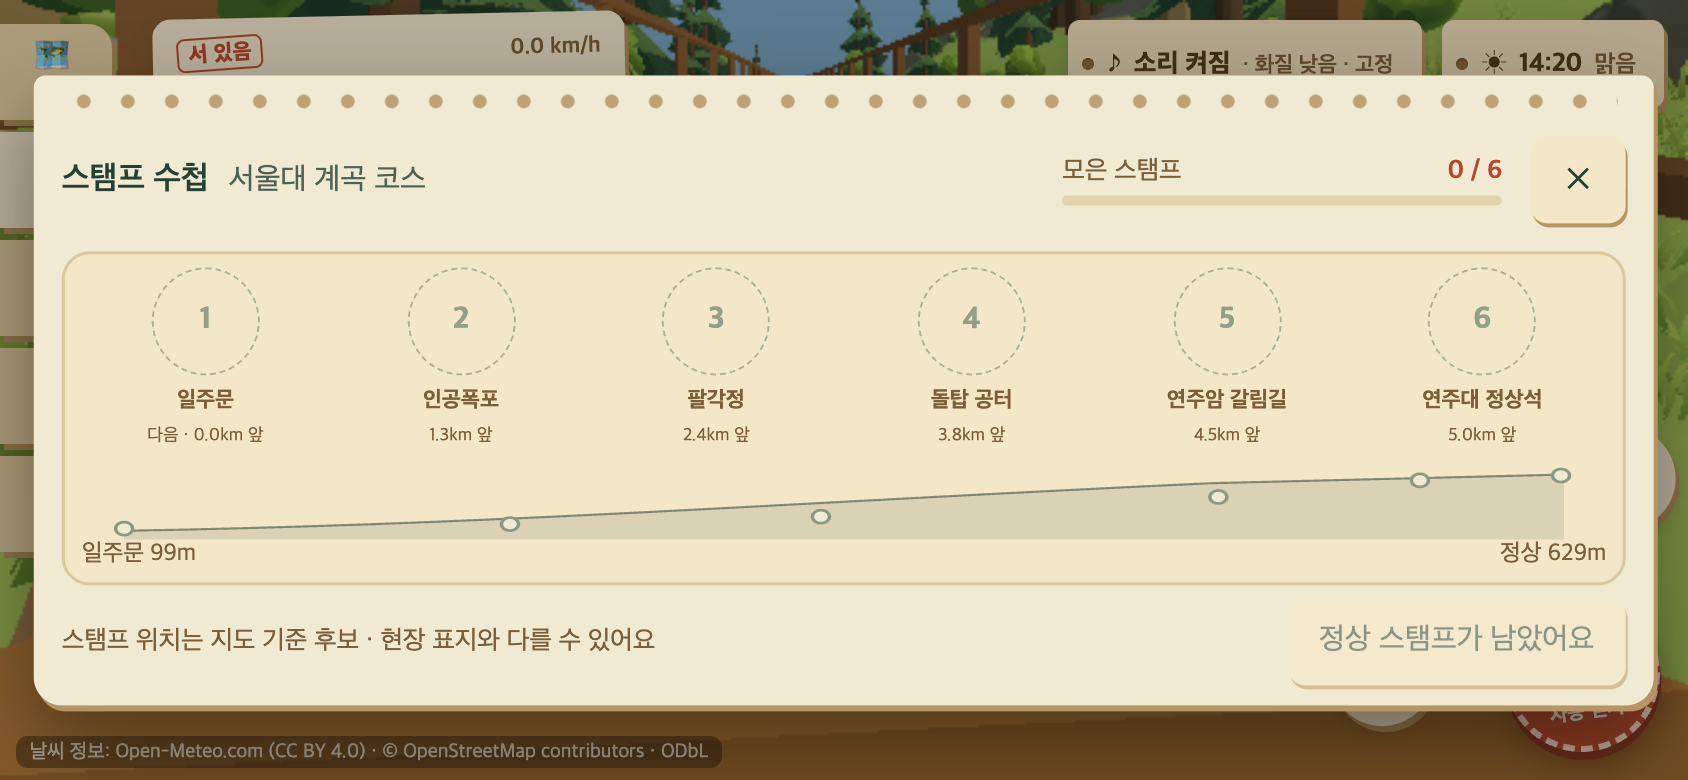 서 있음
0.0 km/h
♪ 소리 켜짐 · 화질 낮음 · 고정
☀ 14:20 맑음
스탬프 수첩 서울대 계곡 코스
모은 스탬프 0 / 6
×
1
2
3
4
5
6
일주문
인공폭포
팔각정
돌탑 공터
연주암 갈림길
연주대 정상석
다음 · 0.0km 앞
1.3km 앞
2.4km 앞
3.8km 앞
4.5km 앞
5.0km 앞
일주문 99m
정상 629m
스탬프 위치는 지도 기준 후보 · 현장 표지와 다를 수 있어요
정상 스탬프가 남았어요
날씨 정보: Open-Meteo.com (CC BY 4.0) · © OpenStreetMap contributors · ODbL